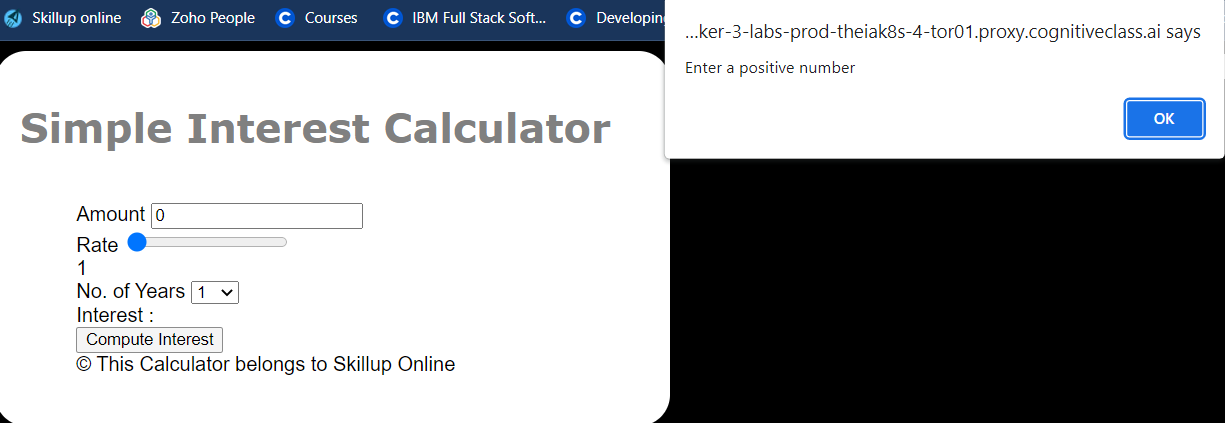 Skillup online Zoho People Courses IBM Full Stack Soft... Developing
...ker-3-labs-prod-theiak8s-4-tor01.proxy.cognitiveclass.ai says
Enter a positive number
OK
Simple Interest Calculator
Amount 0
Rate
1
No. of Years 1
Interest :
Compute Interest
© This Calculator belongs to Skillup Online